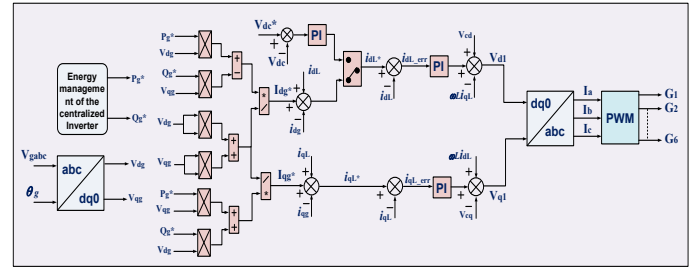 Pg*
Vdg
Qg*
Vqg
Vdg
Vqg
Pg*
Vqg
Qg*
Vdg
Energy manageme nt of the centralized Inverter
Pg*
Qg*
Vgabc
θg
abc
dq0
Vdg
Vqg
+
−
+
+
+
+
*
/
/
*
Vdc*
+
−
Vdc
PI
Idg*
idL
+
+
−
idg
idL*
+
−
idL
idL_err
PI
Vcd
+
+
−
ωLiqL
Vd1
Iqg*
iqL
+
+
−
iqg
iqL*
+
−
iqL
iqL_err
PI
ωLidL
+
+
−
Vcq
Vq1
dq0
abc
Ia
Ib
Ic
PWM
G1
G2
G6